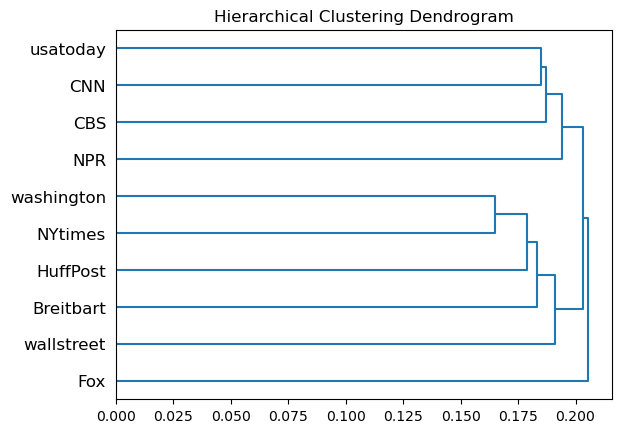 Hierarchical Clustering Dendrogram
usatoday
CNN
CBS
NPR
washington
NYtimes
HuffPost
Breitbart
wallstreet
Fox
0.000 0.025 0.050 0.075 0.100 0.125 0.150 0.175 0.200